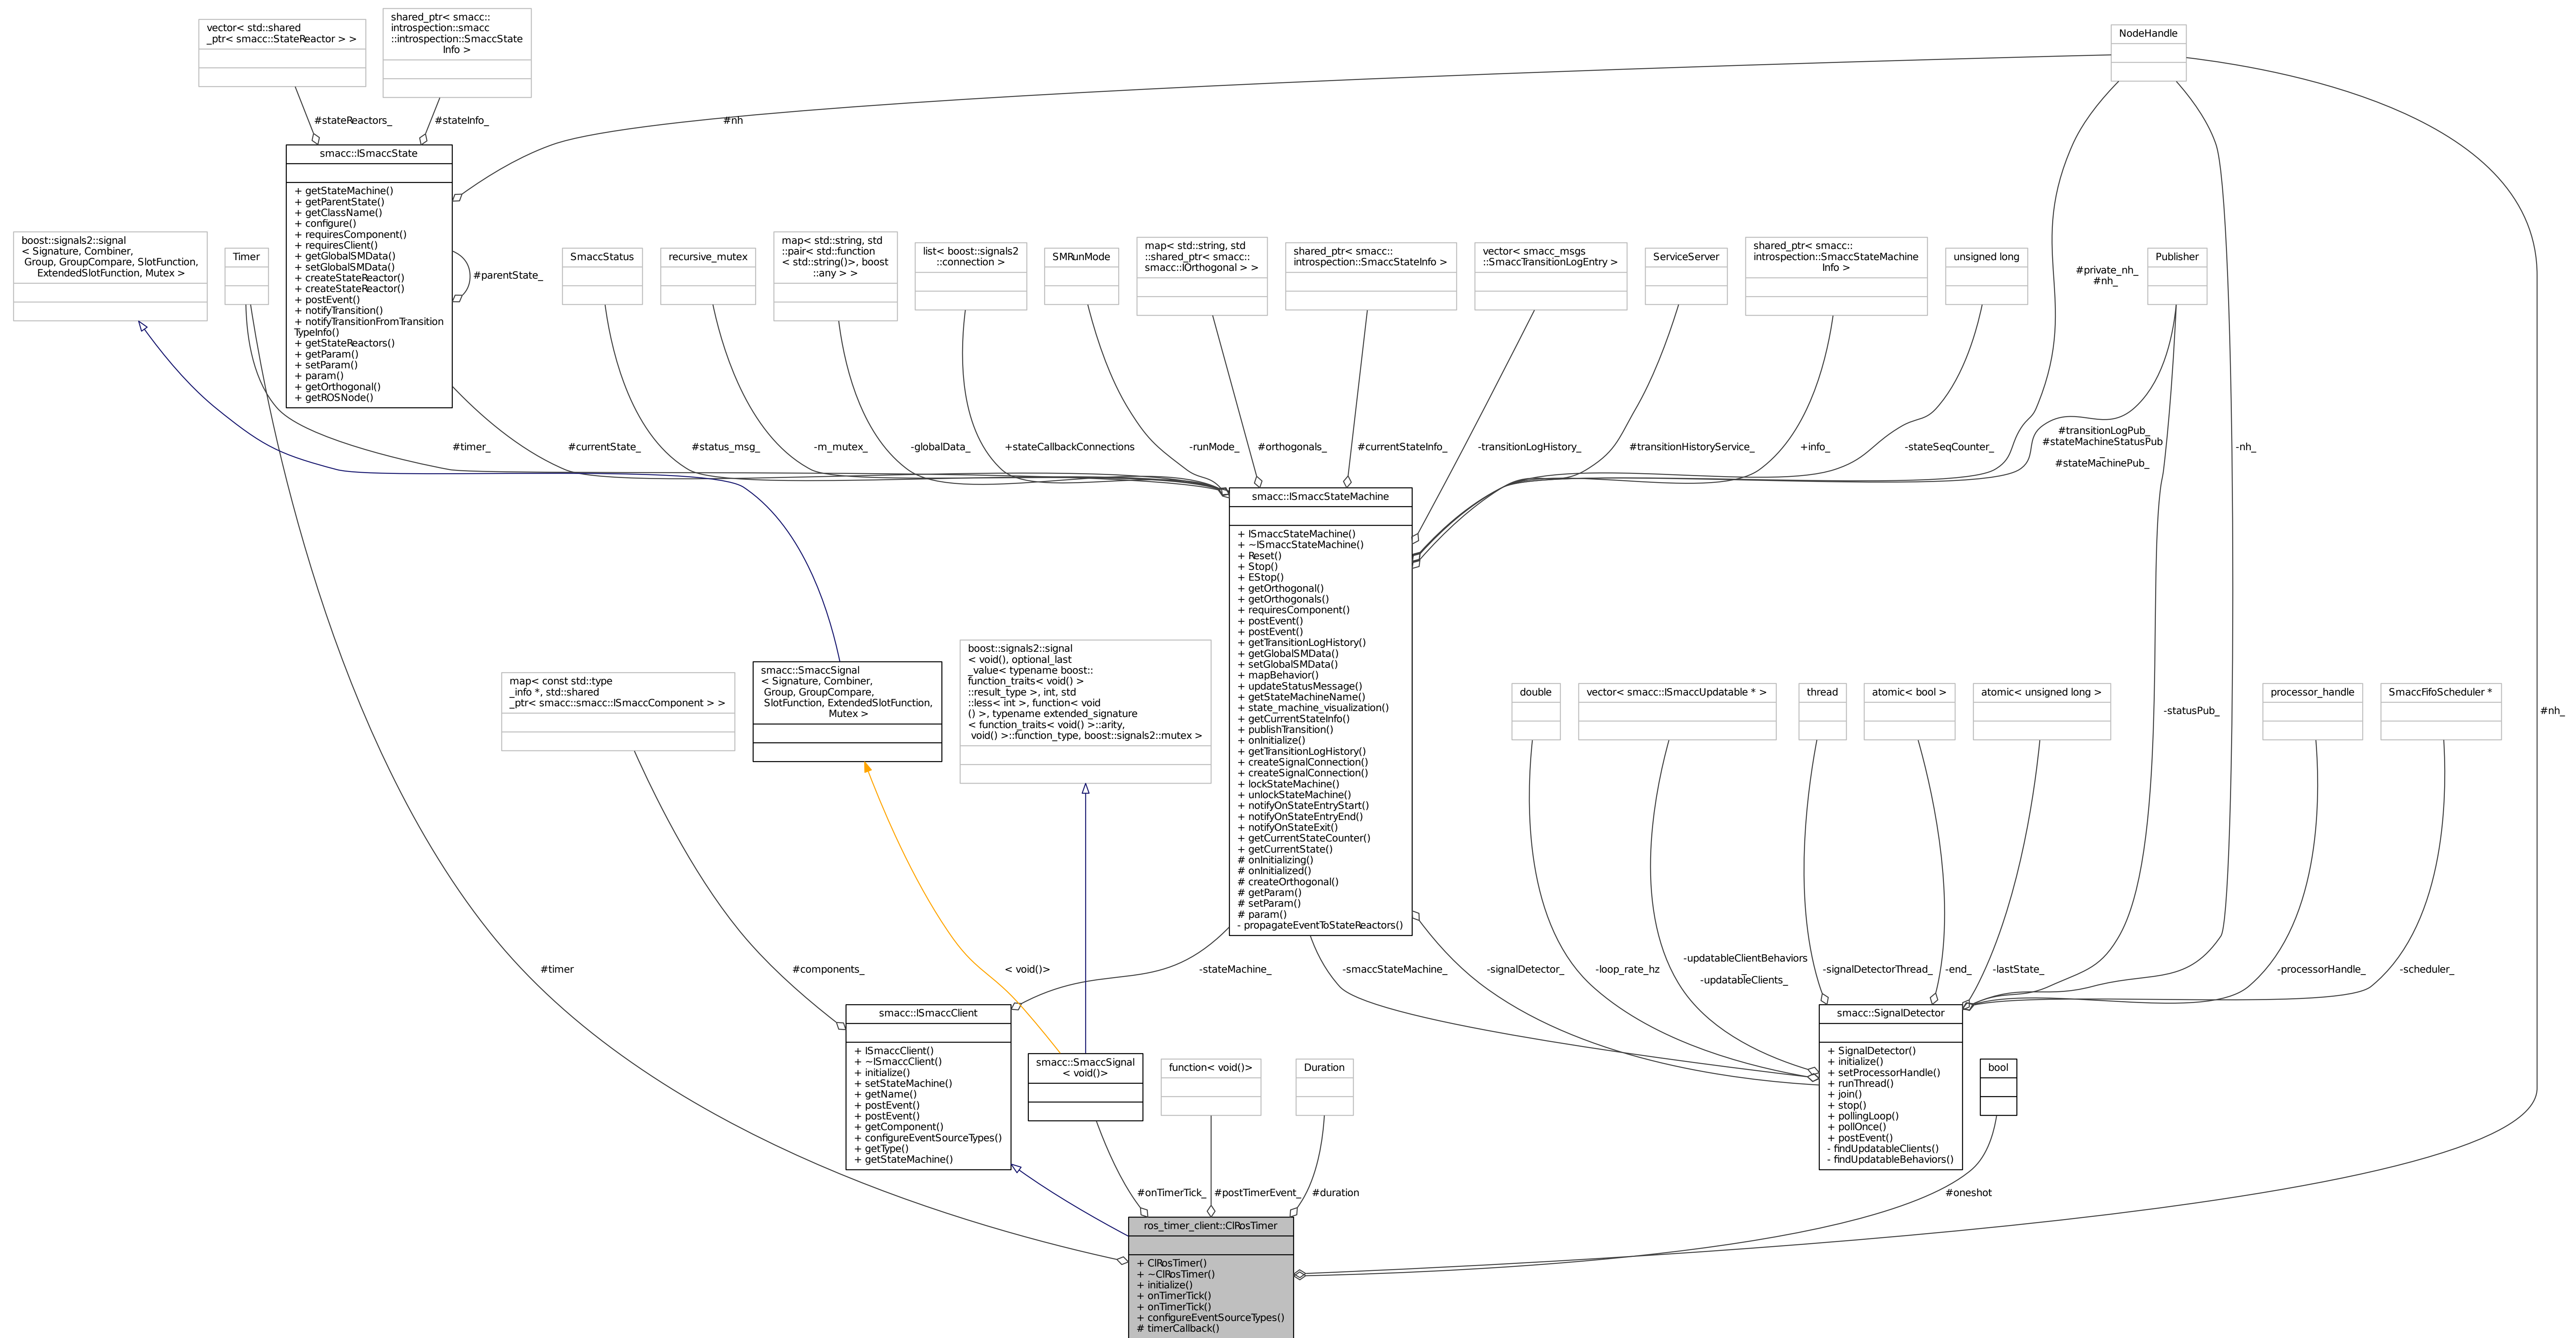 vector< std::shared
_ptr< smacc::StateReactor > >
shared_ptr< smacc::
introspection::smacc
::introspection::SmaccState
Info >
NodeHandle
#stateReactors_
#stateInfo_
#nh
smacc::ISmaccState
+ getStateMachine()
+ getParentState()
+ getClassName()
+ configure()
+ requiresComponent()
+ requiresClient()
+ getGlobalSMData()
+ setGlobalSMData()
+ createStateReactor()
+ createStateReactor()
+ postEvent()
+ notifyTransition()
+ notifyTransitionFromTransition
TypeInfo()
+ getStateReactors()
+ getParam()
+ setParam()
+ param()
+ getOrthogonal()
+ getROSNode()
#parentState_
boost::signals2::signal
< Signature, Combiner,
Group, GroupCompare, SlotFunction,
ExtendedSlotFunction, Mutex >
Timer
SmaccStatus
recursive_mutex
map< std::string, std
::pair< std::function
< std::string()>, boost
::any > >
list< boost::signals2
::connection >
SMRunMode
map< std::string, std
::shared_ptr< smacc::
smacc::IOrthogonal > >
shared_ptr< smacc::
introspection::SmaccStateInfo >
vector< smacc_msgs
::SmaccTransitionLogEntry >
ServiceServer
shared_ptr< smacc::
introspection::SmaccStateMachine
Info >
unsigned long
#private_nh_
#nh_
Publisher
#timer_
#currentState_
#status_msg_
-m_mutex_
-globalData_
+stateCallbackConnections
-runMode_
#orthogonals_
#currentStateInfo_
-transitionLogHistory_
#transitionHistoryService_
+info_
-stateSeqCounter_
#transitionLogPub_
#stateMachineStatusPub
_
#stateMachinePub_
-nh_
smacc::ISmaccStateMachine
+ ISmaccStateMachine()
+ ~ISmaccStateMachine()
+ Reset()
+ Stop()
+ EStop()
+ getOrthogonal()
+ getOrthogonals()
+ requiresComponent()
+ postEvent()
+ postEvent()
+ getTransitionLogHistory()
+ getGlobalSMData()
+ setGlobalSMData()
+ mapBehavior()
+ updateStatusMessage()
+ getStateMachineName()
+ state_machine_visualization()
+ getCurrentStateInfo()
+ publishTransition()
+ onInitialize()
+ getTransitionLogHistory()
+ createSignalConnection()
+ createSignalConnection()
+ lockStateMachine()
+ unlockStateMachine()
+ notifyOnStateEntryStart()
+ notifyOnStateEntryEnd()
+ notifyOnStateExit()
+ getCurrentStateCounter()
+ getCurrentState()
# onInitializing()
# onInitialized()
# createOrthogonal()
# getParam()
# setParam()
# param()
- propagateEventToStateReactors()
map< const std::type
_info *, std::shared
_ptr< smacc::smacc::ISmaccComponent > >
smacc::SmaccSignal
< Signature, Combiner,
Group, GroupCompare,
SlotFunction, ExtendedSlotFunction,
Mutex >
boost::signals2::signal
< void(), optional_last
_value< typename boost::
function_traits< void() >
::result_type >, int, std
::less< int >, function< void
() >, typename extended_signature
< function_traits< void() >::arity,
void() >::function_type, boost::signals2::mutex >
double
vector< smacc::ISmaccUpdatable * >
thread
atomic< bool >
atomic< unsigned long >
-statusPub_
processor_handle
SmaccFifoScheduler *
#nh_
#timer
#components_
< void()>
-stateMachine_
-smaccStateMachine_
-signalDetector_
-loop_rate_hz
-updatableClientBehaviors
_
-updatableClients_
-signalDetectorThread_
-end_
-lastState_
-processorHandle_
-scheduler_
smacc::ISmaccClient
+ ISmaccClient()
+ ~ISmaccClient()
+ initialize()
+ setStateMachine()
+ getName()
+ postEvent()
+ postEvent()
+ getComponent()
+ configureEventSourceTypes()
+ getType()
+ getStateMachine()
smacc::SmaccSignal
< void()>
function< void()>
Duration
smacc::SignalDetector
+ SignalDetector()
+ initialize()
+ setProcessorHandle()
+ runThread()
+ join()
+ stop()
+ pollingLoop()
+ pollOnce()
+ postEvent()
- findUpdatableClients()
- findUpdatableBehaviors()
bool
#onTimerTick_
#postTimerEvent_
#duration
#oneshot
ros_timer_client::ClRosTimer
+ ClRosTimer()
+ ~ClRosTimer()
+ initialize()
+ onTimerTick()
+ onTimerTick()
+ configureEventSourceTypes()
# timerCallback()